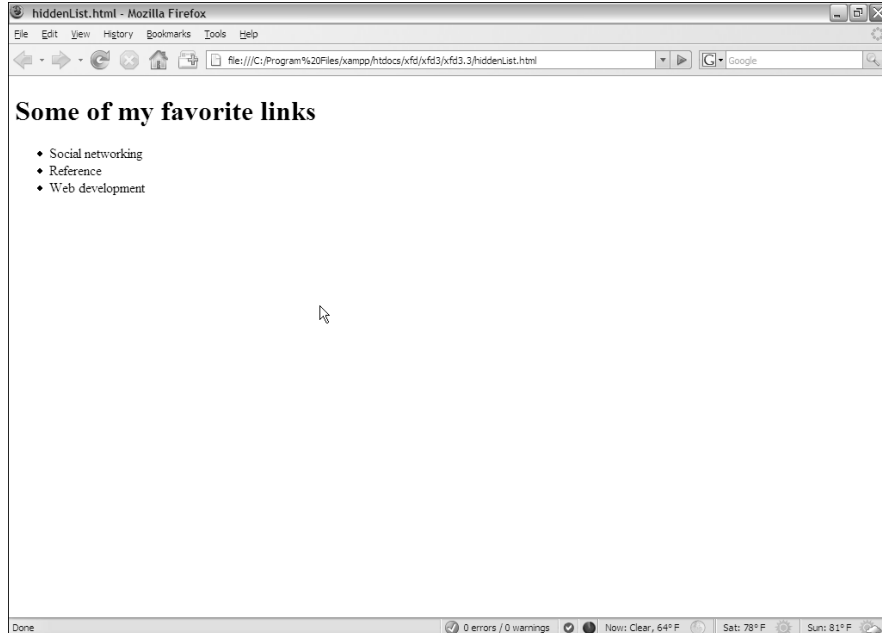 hiddenList.html - Mozilla Firefox
File Edit View History Bookmarks Tools Help
file:///C:/Program%20Files/xampp/htdocs/xfd/xfd3/xfd3.3/hiddenList.html G Google
Some of my favorite links
Social networking
Reference
Web development
Done 0 errors / 0 warnings Now: Clear, 64° F Sat: 78° F Sun: 81° F